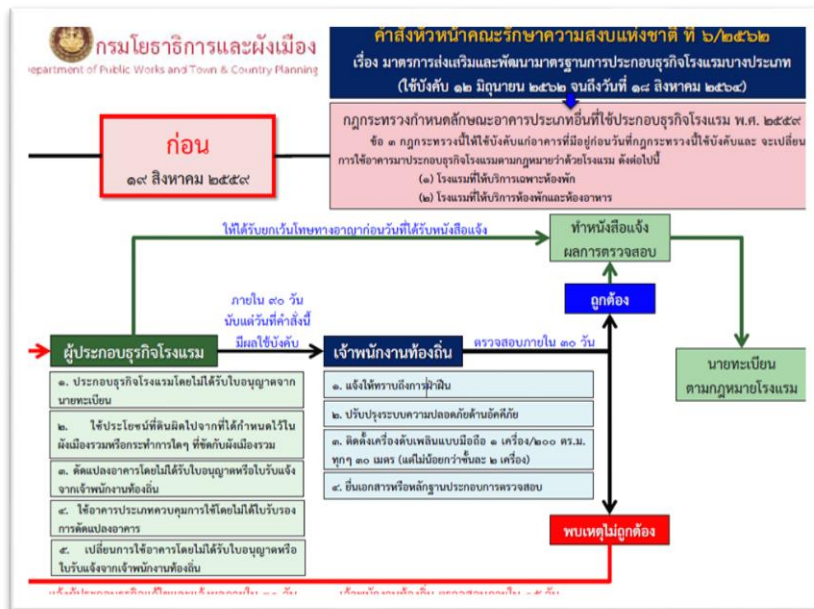 กรมโยธาธิการและผังเมือง
epartment of Public Works and Town & Country Planning
คำสั่งหัวหน้าคณะรักษาความสงบแห่งชาติ ที่ ๖/๒๕๖๒
เรื่อง มาตรการส่งเสริมและพัฒนามาตรฐานการประกอบธุรกิจโรงแรมบางประเภท
(ใช้บังคับ ๑๒ มิถุนายน ๒๕๖๒ จนถึงวันที่ ๑๘ สิงหาคม ๒๕๖๔)
ก่อน
๑๙ สิงหาคม ๒๕๕๙
กฎกระทรวงกำหนดลักษณะอาคารประเภทอื่นที่ใช้ประกอบธุรกิจโรงแรม พ.ศ. ๒๕๕๙
ข้อ ๓ กฎกระทรวงนี้ให้ใช้บังคับแก่อาคารที่มีอยู่ก่อนวันที่กฎกระทรวงนี้ใช้บังคับและ จะเปลี่ยน
การใช้อาคารมาประกอบธุรกิจโรงแรมตามกฎหมายว่าด้วยโรงแรม ดังต่อไปนี้
(๑) โรงแรมที่ให้บริการเฉพาะห้องพัก
(๒) โรงแรมที่ให้บริการห้องพักและห้องอาหาร
ให้ได้รับยกเว้นโทษทางอาญาก่อนวันที่ได้รับหนังสือแจ้ง
ทำหนังสือแจ้ง
ผลการตรวจสอบ
ถูกต้อง
ภายใน ๙๐ วัน
นับแต่วันที่คำสั่งนี้
มีผลใช้บังคับ
ผู้ประกอบธุรกิจโรงแรม
เจ้าพนักงานท้องถิ่น
ตรวจสอบภายใน ๓๐ วัน
นายทะเบียน
ตามกฎหมายโรงแรม
๑. ประกอบธุรกิจโรงแรมโดยไม่ได้รับใบอนุญาตจาก
นายทะเบียน
๒. ใช้ประโยชน์ที่ดินผิดไปจากที่ได้กำหนดไว้ใน
ผังเมืองรวมหรือกระทำการใดๆ ที่ขัดกับผังเมืองรวม
๓. ดัดแปลงอาคารโดยไม่ได้รับใบอนุญาตหรือใบรับแจ้ง
จากเจ้าพนักงานท้องถิ่น
๔. ใช้อาคารประเภทควบคุมการใช้โดยไม่ได้ใบรับรอง
การดัดแปลงอาคาร
๕. เปลี่ยนการใช้อาคารโดยไม่ได้รับใบอนุญาตหรือ
ใบรับแจ้งจากเจ้าพนักงานท้องถิ่น
๑. แจ้งให้ทราบถึงการฝ่าฝืน
๒. ปรับปรุงระบบความปลอดภัยด้านอัคคีภัย
๓. ติดตั้งเครื่องดับเพลิงแบบมือถือ ๑ เครื่อง/๒๐๐ ตร.ม.
ทุกๆ ๓๐ เมตร (แต่ไม่น้อยกว่าชั้นละ ๒ เครื่อง)
๔. ยื่นเอกสารหรือหลักฐานประกอบการตรวจสอบ
พบเหตุไม่ถูกต้อง